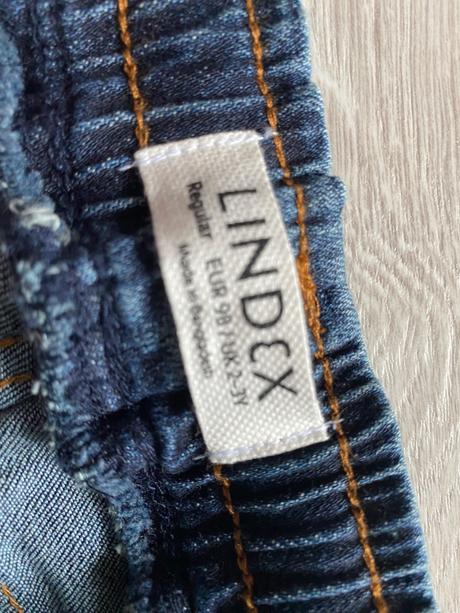 LINDEX
Regular EUR 98 / UK 2-3Y
Made in Bangladesh